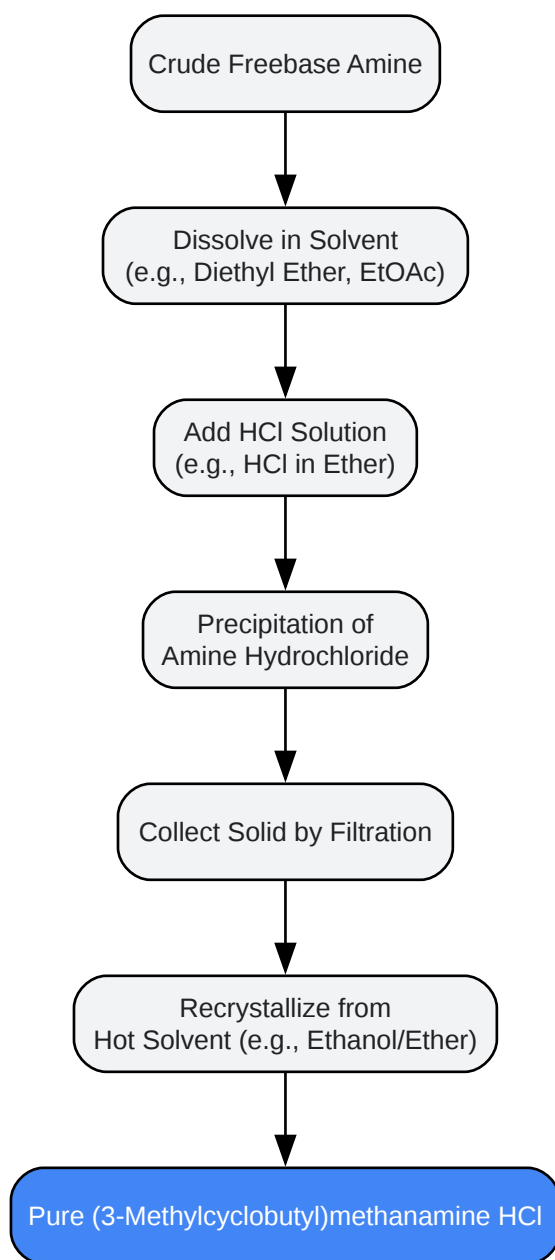 Crude Freebase Amine
Dissolve in Solvent
(e.g., Diethyl Ether, EtOAc)
Add HCl Solution
(e.g., HCl in Ether)
Precipitation of
Amine Hydrochloride
Collect Solid by Filtration
Recrystallize from
Hot Solvent (e.g., Ethanol/Ether)
Pure (3-Methylcyclobutyl)methanamine HCl